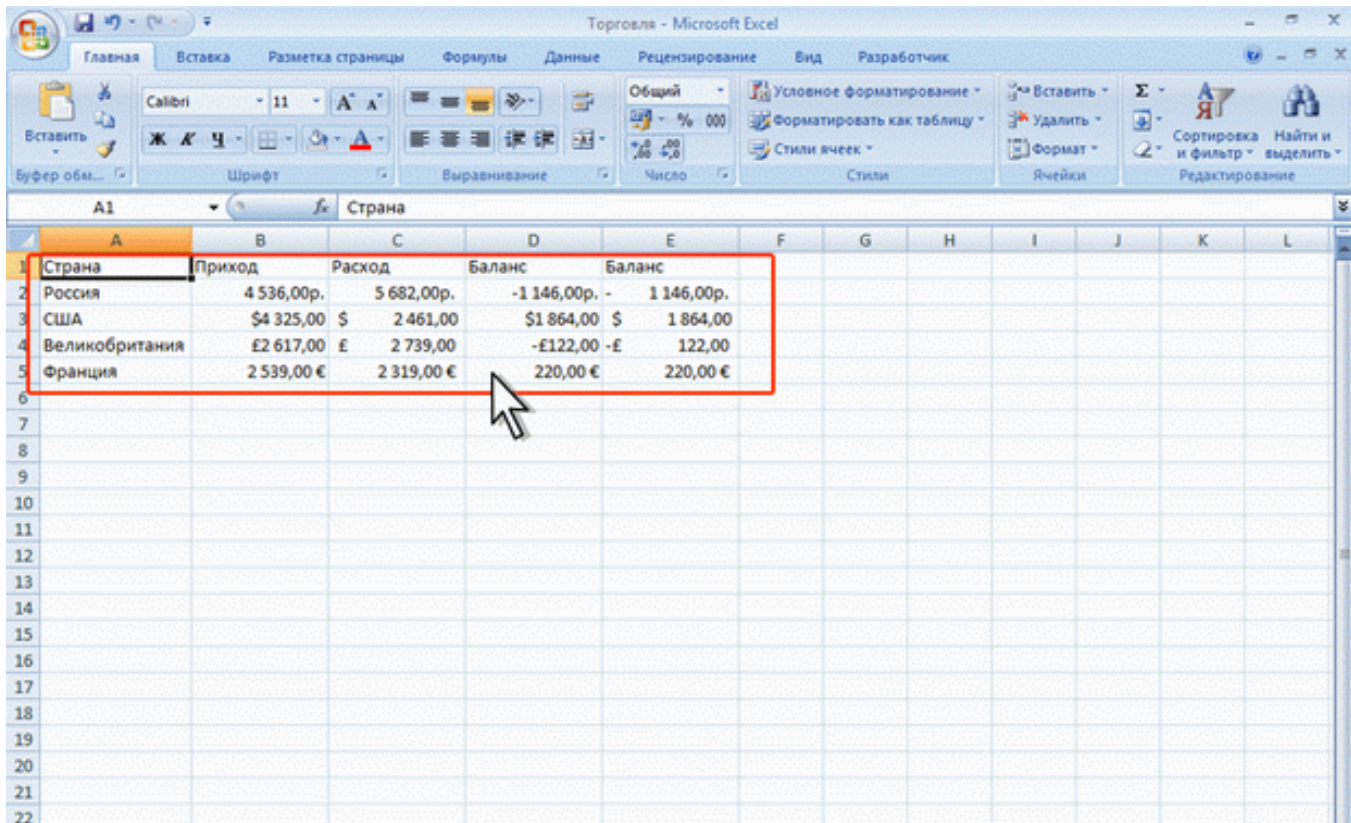 Торговля - Microsoft Excel
Главная Вставка Разметка страницы Формулы Данные Рецензирование Вид Разработчик
Вставить
Calibri 11 A A
Ж К Ч A
Общий
% 000
,00 ,0
Условное форматирование
Форматировать как таблицу
Стили ячеек
Вставить
Удалить
Формат
Σ
Сортировка и фильтр
Найти и выделить
Буфер обм... Шрифт Выравнивание Число Стили Ячейки Редактирование
A1 fx Страна
A B C D E F G H I J K L
1 Страна Приход Расход Баланс Баланс
2 Россия 4 536,00р. 5 682,00р. -1 146,00р. - 1 146,00р.
3 США $4 325,00 $ 2 461,00 $1 864,00 $ 1 864,00
4 Великобритания £2 617,00 £ 2 739,00 -£122,00 -£ 122,00
5 Франция 2 539,00 € 2 319,00 € 220,00 € 220,00 €
6
7
8
9
10
11
12
13
14
15
16
17
18
19
20
21
22